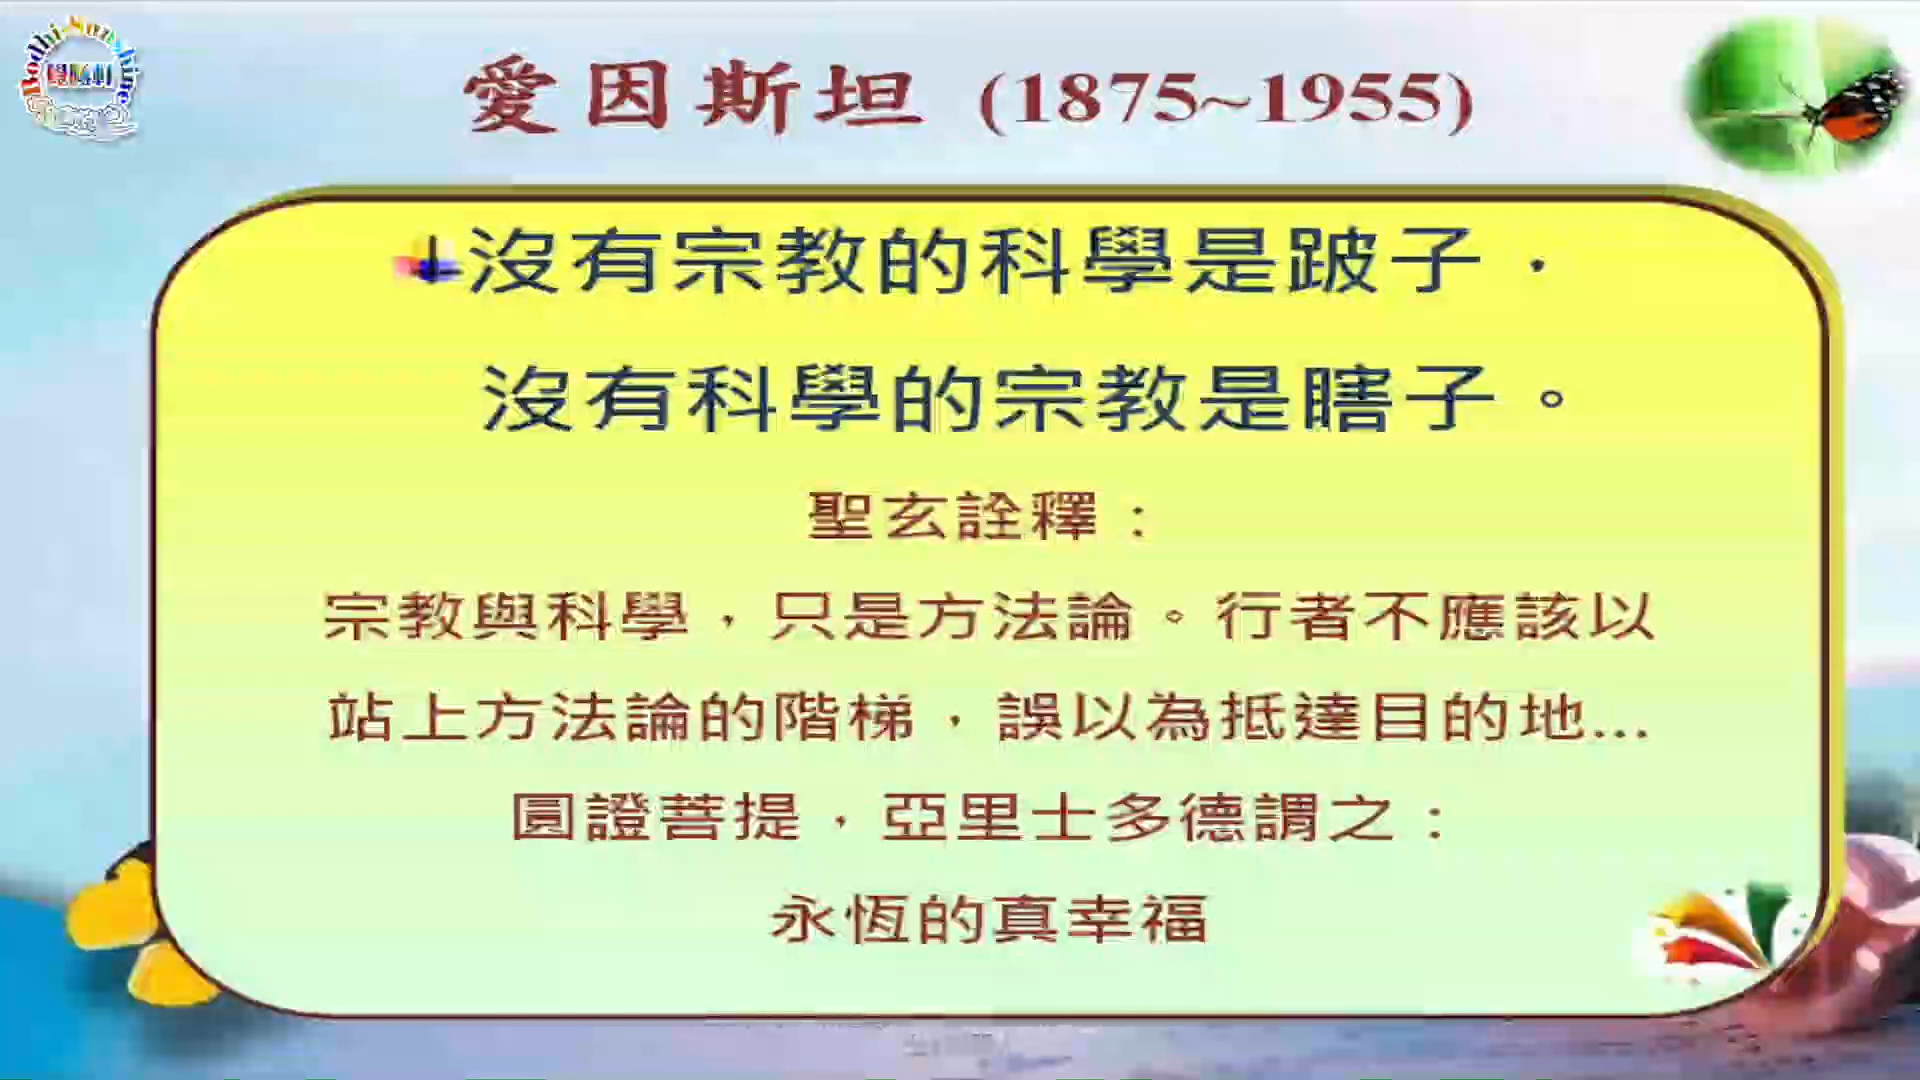 Bodhi Sunshine
愛因斯坦 (1875~1955)
沒有宗教的科學是跛子，
沒有科學的宗教是瞎子。
聖玄詮釋：
宗教與科學，只是方法論。行者不應該以
站上方法論的階梯，誤以為抵達目的地...
圓證菩提，亞里士多德謂之：
永恆的真幸福